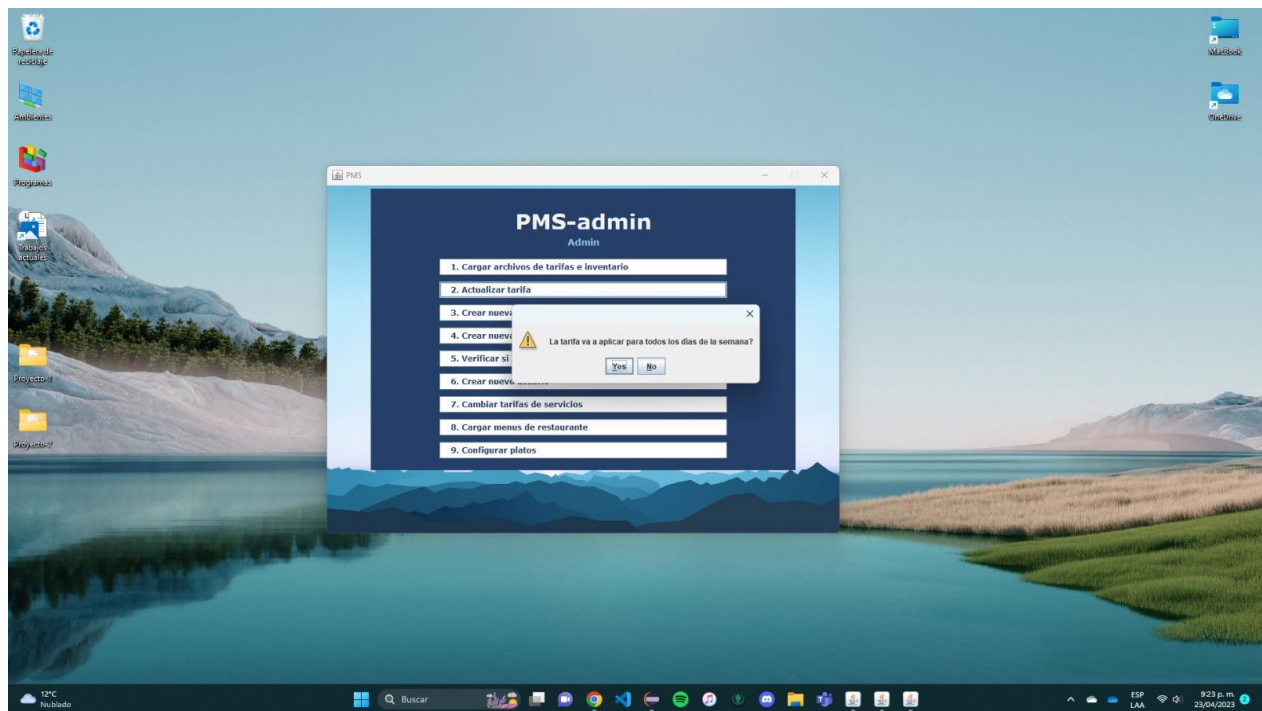 Papelera de
reciclaje
Ambientes
Programas
Trabajos
actuales
Proyecto-1
Proyecto-2
MacBook
OneDrive
PMS
PMS-admin
Admin
1. Cargar archivos de tarifas e inventario
2. Actualizar tarifa
3. Crear nueva
4. Crear nueva
5. Verificar si
6. Crear nuevo usuario
7. Cambiar tarifas de servicios
8. Cargar menus de restaurante
9. Configurar platos
La tarifa va a aplicar para todos los días de la semana?
Yes
No
12°C
Nublado
Buscar
ESP
LAA
9:23 p. m.
23/04/2023
2